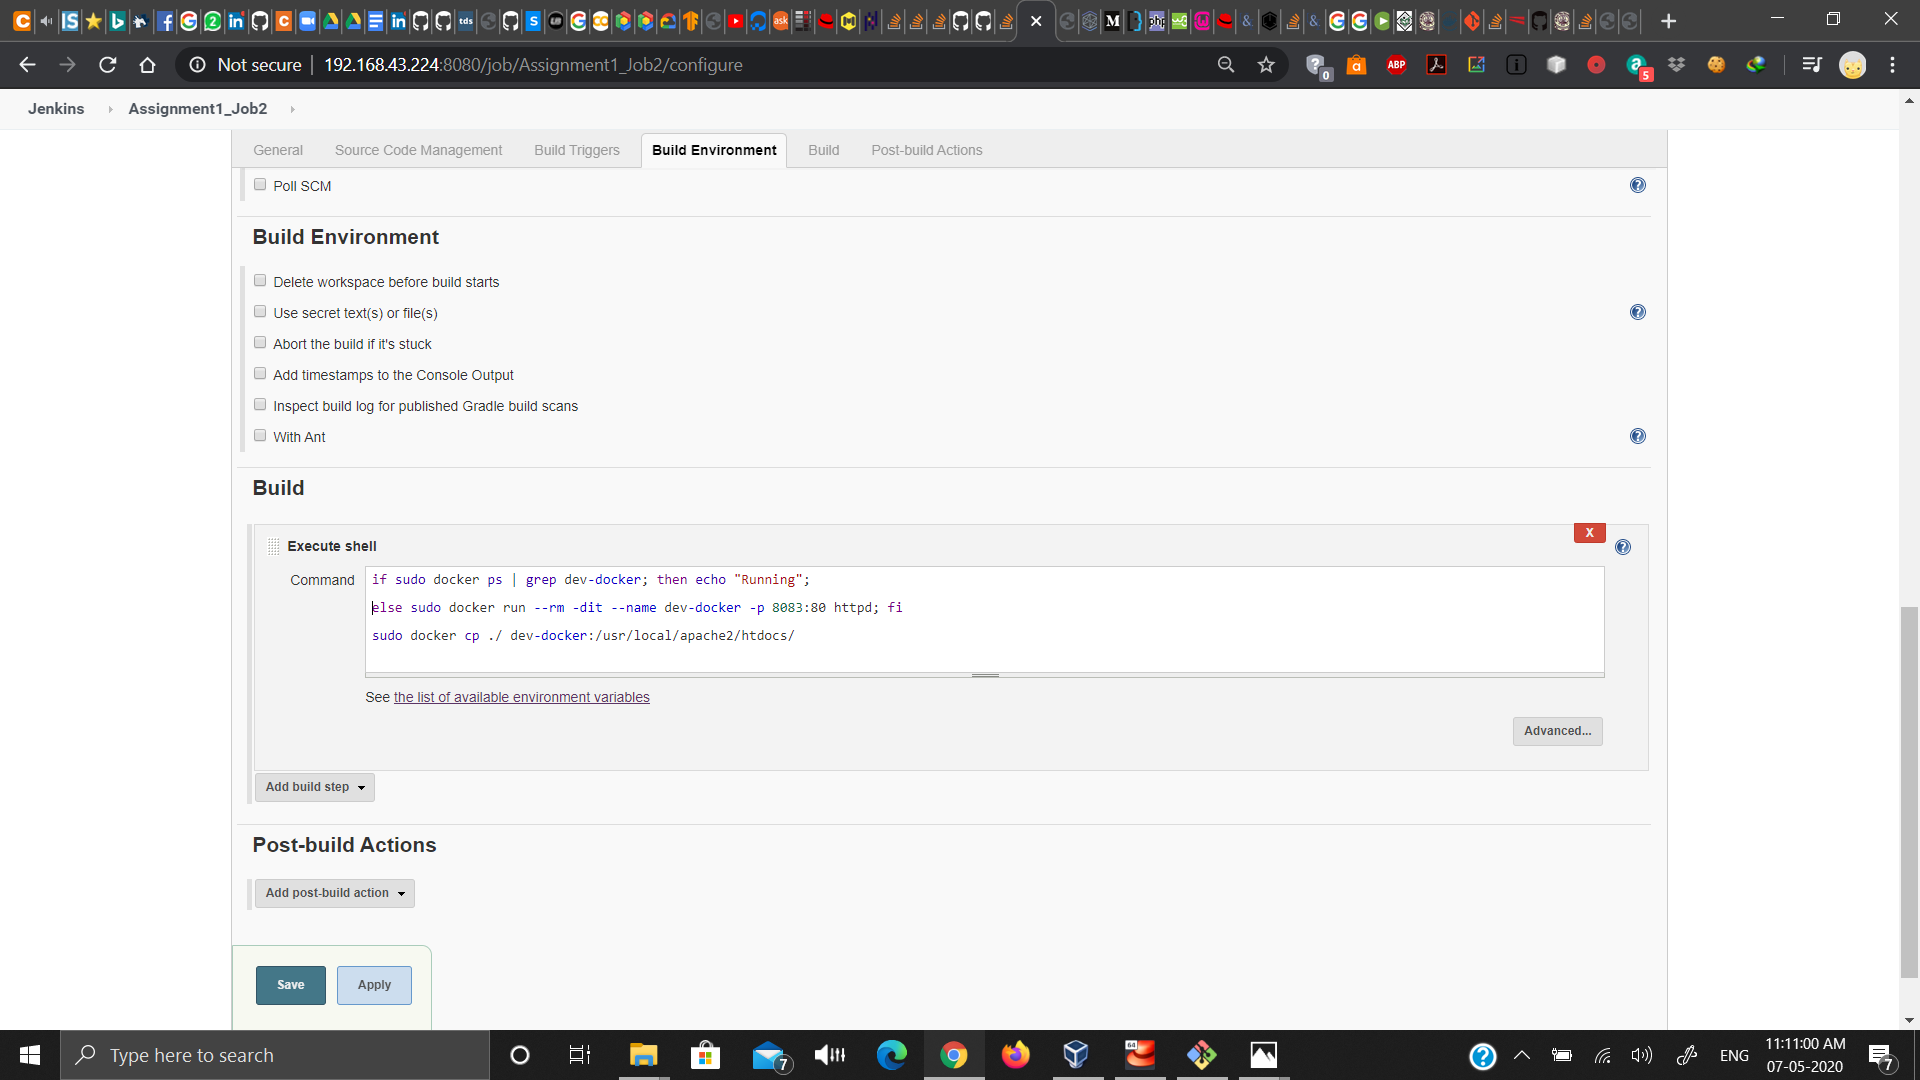 Not secure
192.168.43.224:8080/job/Assignment1_Job2/configure
0
ABP
5
Jenkins
Assignment1_Job2
General
Source Code Management
Build Triggers
Build Environment
Build
Post-build Actions
Poll SCM
Build Environment
Delete workspace before build starts
Use secret text(s) or file(s)
Abort the build if it's stuck
Add timestamps to the Console Output
Inspect build log for published Gradle build scans
With Ant
Build
X
Execute shell
Command
if sudo docker ps | grep dev-docker; then echo "Running";
else sudo docker run --rm -dit --name dev-docker -p 8083:80 httpd; fi
sudo docker cp ./ dev-docker:/usr/local/apache2/htdocs/
See the list of available environment variables
Advanced...
Add build step
Post-build Actions
Add post-build action
Save
Apply
Type here to search
7
64
ENG
11:11:00 AM
07-05-2020
7